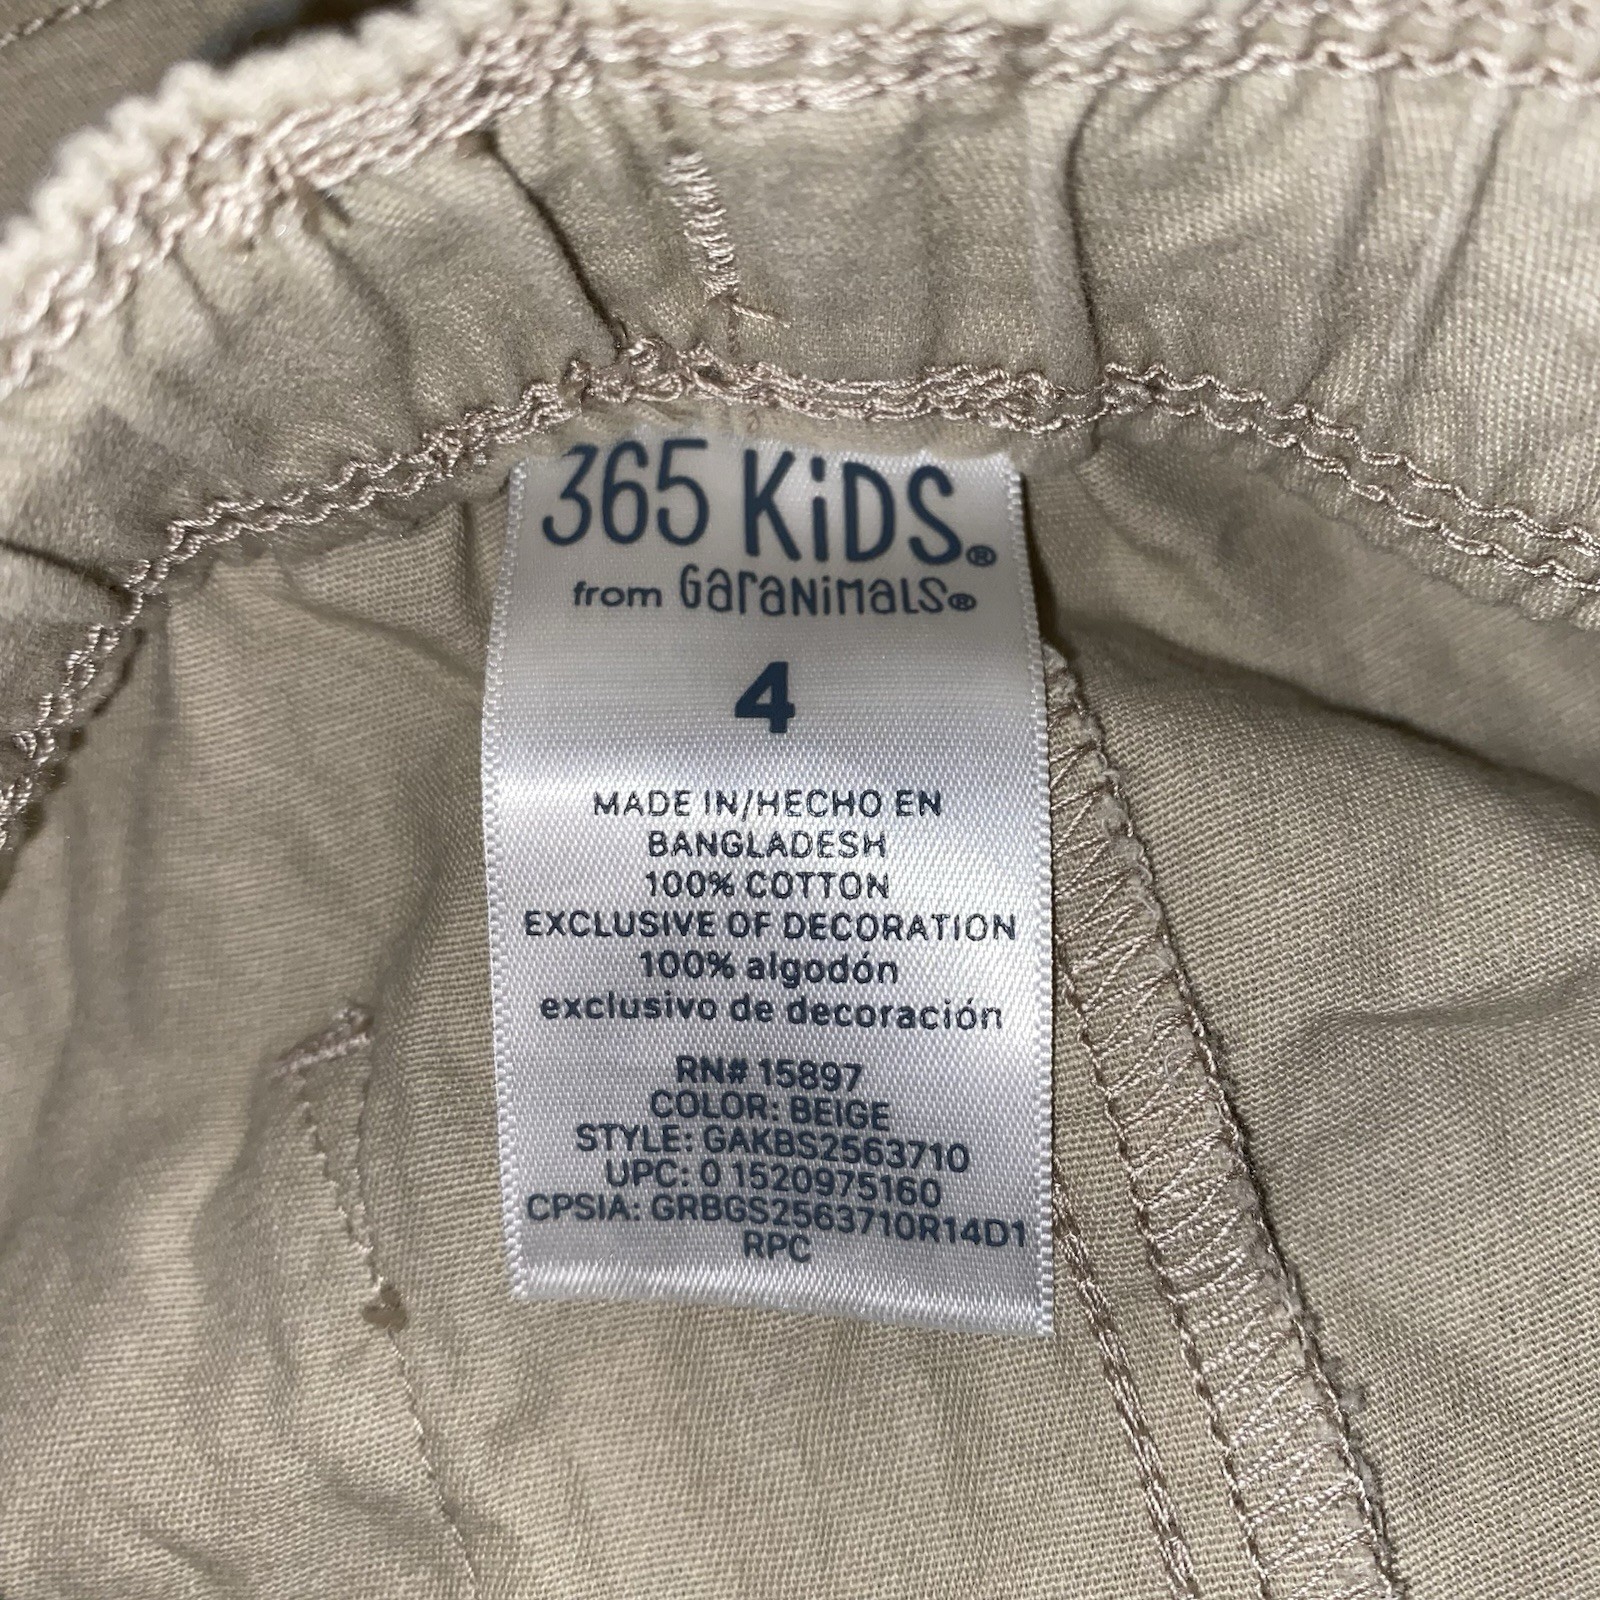 365 KiDS®
from GaraNiMaLS®
4
MADE IN/HECHO EN
BANGLADESH
100% COTTON
EXCLUSIVE OF DECORATION
100% algodón
exclusivo de decoración
RN# 15897
COLOR: BEIGE
STYLE: GAKBS2563710
UPC: 0 1520975160
CPSIA: GRBGS2563710R14D1
RPC